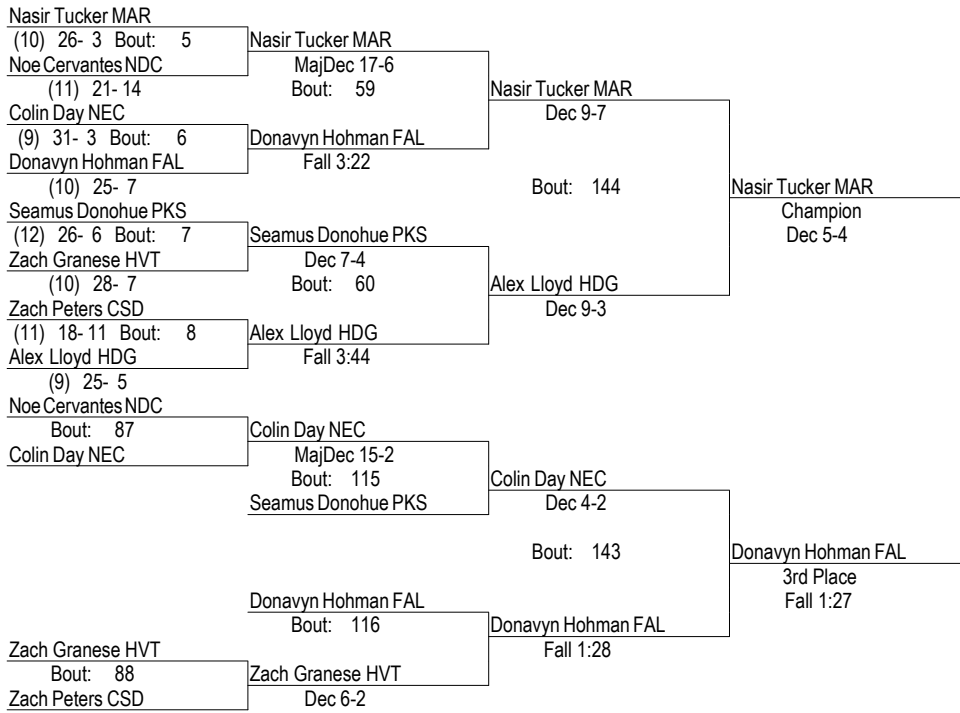 Nasir Tucker MAR
(10) 26- 3 Bout: 5
Nasir Tucker MAR
Noe Cervantes NDC
MajDec 17-6
(11) 21- 14
Bout: 59
Nasir Tucker MAR
Colin Day NEC
Dec 9-7
(9) 31- 3 Bout: 6
Donavyn Hohman FAL
Donavyn Hohman FAL
Fall 3:22
(10) 25- 7
Bout: 144
Nasir Tucker MAR
Seamus Donohue PKS
Champion
(12) 26- 6 Bout: 7
Seamus Donohue PKS
Dec 5-4
Zach Granese HVT
Dec 7-4
(10) 28- 7
Bout: 60
Alex Lloyd HDG
Zach Peters CSD
Dec 9-3
(11) 18- 11 Bout: 8
Alex Lloyd HDG
Alex Lloyd HDG
Fall 3:44
(9) 25- 5
Noe Cervantes NDC
Bout: 87
Colin Day NEC
Colin Day NEC
MajDec 15-2
Bout: 115
Colin Day NEC
Seamus Donohue PKS
Dec 4-2
Bout: 143
Donavyn Hohman FAL
3rd Place
Donavyn Hohman FAL
Fall 1:27
Bout: 116
Donavyn Hohman FAL
Zach Granese HVT
Fall 1:28
Bout: 88
Zach Granese HVT
Zach Peters CSD
Dec 6-2